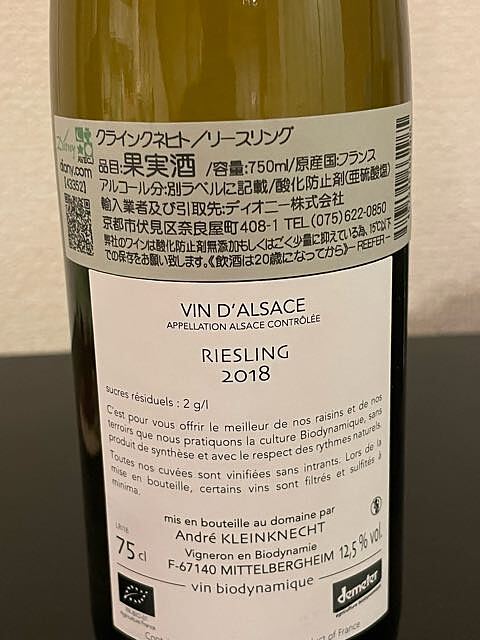 クラインクネヒト/リースリング
品目:果実酒 /容量:750ml/原産国:フランス
アルコール分:別ラベルに記載/酸化防止剤(亜硫酸塩)
輸入業者及び引取先:ディオニー株式会社
京都市伏見区奈良屋町408-1 TEL(075)622-0850
弊社のワインは酸化防止剤無添加もしくはごく少量に抑えている為、15℃以下
での保存をお願い致します。《飲酒は20歳になってから》- REEFER -
diony.com
【K3352】
VIN D'ALSACE
APPELLATION ALSACE CONTRÔLÉE
RIESLING
2018
sucres résiduels : 2 g/l
C'est pour vous offrir le meilleur de nos raisins et de nos
terroirs que nous pratiquons la culture Biodynamique, sans
produit de synthèse et avec le respect des rythmes naturels.
Toutes nos cuvées sont vinifiées sans intrants. Lors de la
mise en bouteille, certains vins sont filtrés et sulfités à
minima.
mis en bouteille au domaine par
André KLEINKNECHT
Vigneron en Biodynamie
F-67140 MITTELBERGHEIM
LRI18
75 cl
12,5 % vol.
vin biodynamique
Agriculture France
demeter
of France